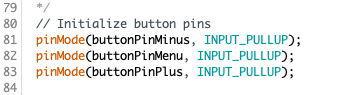 79 */
80 // Initialize button pins
81 pinMode(buttonPinMinus, INPUT_PULLUP);
82 pinMode(buttonPinMenu, INPUT_PULLUP);
83 pinMode(buttonPinPlus, INPUT_PULLUP);
84